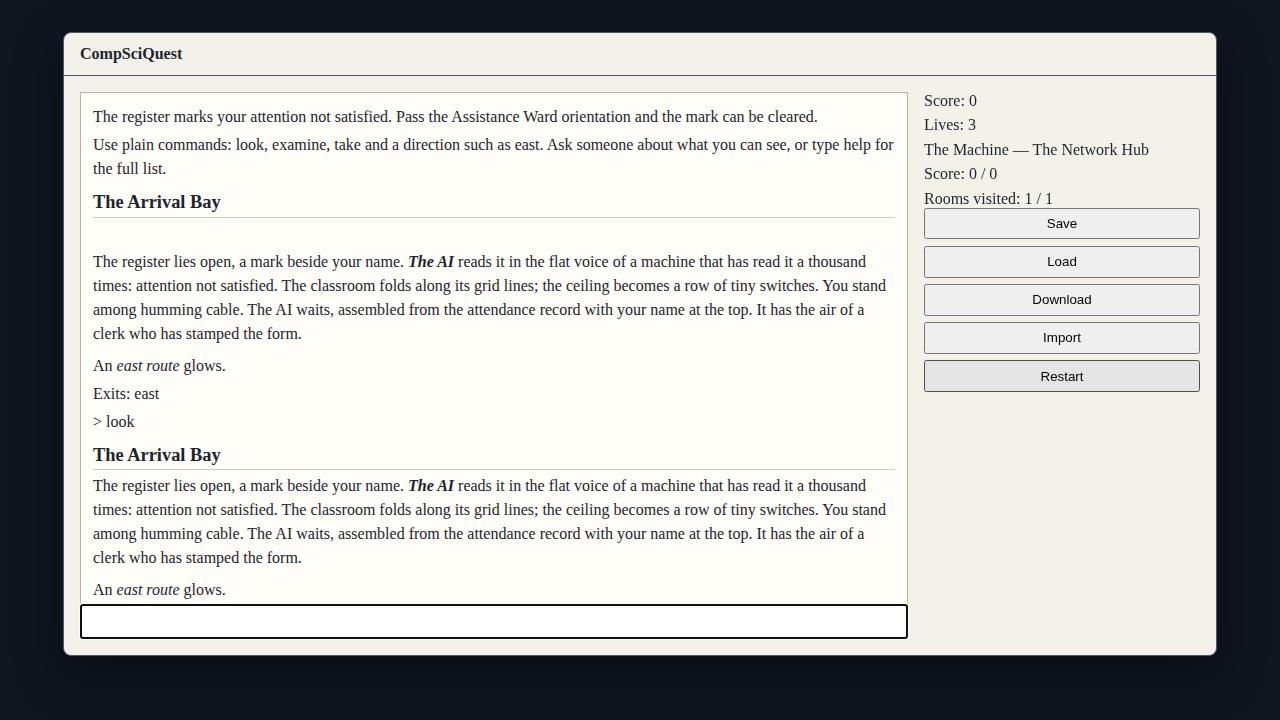 CompSciQuest
The register marks your attention not satisfied. Pass the Assistance Ward orientation and the mark can be cleared.
Use plain commands: look, examine, take and a direction such as east. Ask someone about what you can see, or type help for
the full list.
The Arrival Bay
The register lies open, a mark beside your name. The AI reads it in the flat voice of a machine that has read it a thousand
times: attention not satisfied. The classroom folds along its grid lines; the ceiling becomes a row of tiny switches. You stand
among humming cable. The AI waits, assembled from the attendance record with your name at the top. It has the air of a
clerk who has stamped the form.
An east route glows.
Exits: east
> look
The Arrival Bay
The register lies open, a mark beside your name. The AI reads it in the flat voice of a machine that has read it a thousand
times: attention not satisfied. The classroom folds along its grid lines; the ceiling becomes a row of tiny switches. You stand
among humming cable. The AI waits, assembled from the attendance record with your name at the top. It has the air of a
clerk who has stamped the form.
An east route glows.
Score: 0
Lives: 3
The Machine — The Network Hub
Score: 0 / 0
Rooms visited: 1 / 1
Save
Load
Download
Import
Restart